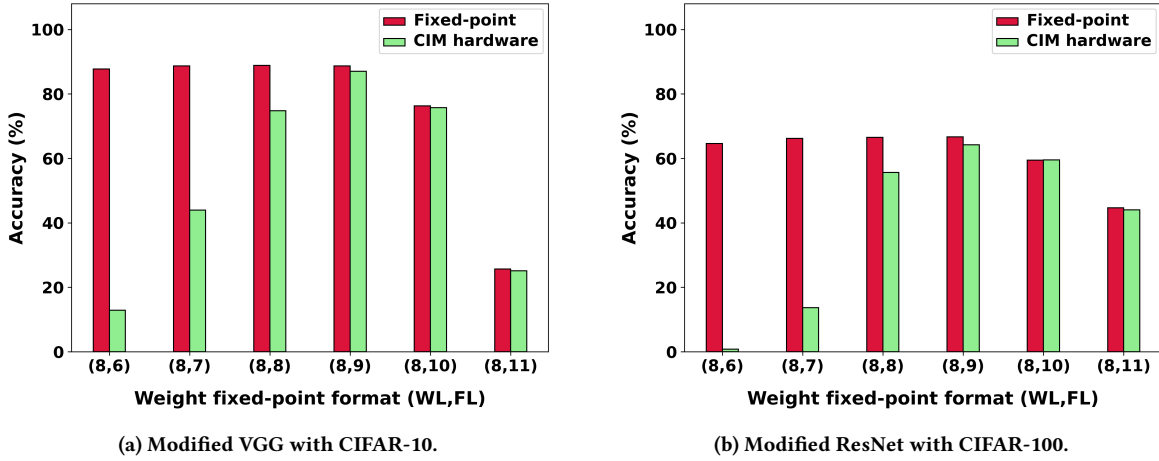 Fixed-point
CIM hardware
Accuracy (%)
100
80
60
40
20
0
(8,6) (8,7) (8,8) (8,9) (8,10) (8,11)
Weight fixed-point format (WL,FL)
(a) Modified VGG with CIFAR-10.
Fixed-point
CIM hardware
Accuracy (%)
100
80
60
40
20
0
(8,6) (8,7) (8,8) (8,9) (8,10) (8,11)
Weight fixed-point format (WL,FL)
(b) Modified ResNet with CIFAR-100.